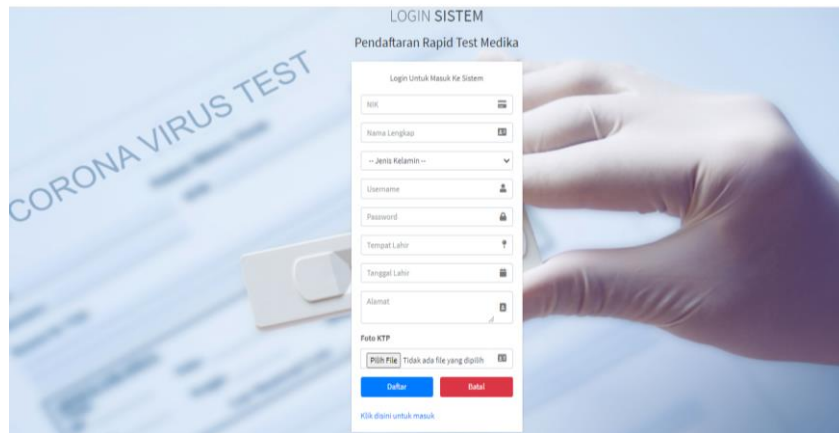 LOGIN SISTEM
Pendaftaran Rapid Test Medika
CORONA VIRUS TEST
Login Untuk Masuk Ke Sistem
NIK
Nama Lengkap
-- Jenis Kelamin --
Username
Password
Tempat Lahir
Tanggal Lahir
Alamat
Foto KTP
Pilih File Tidak ada file yang dipilih
Daftar Batal
Klik disini untuk masuk